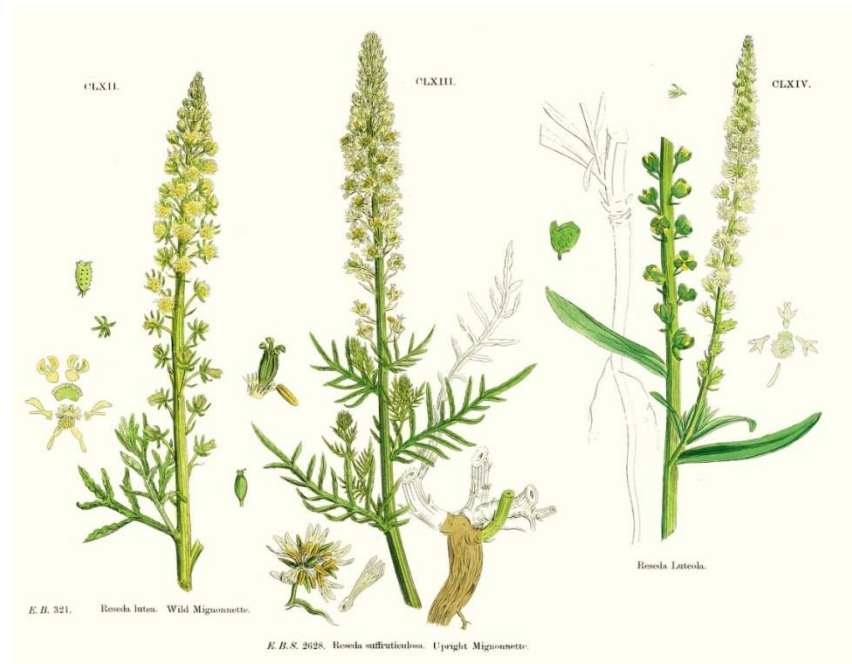 CLXII.
CLXIII.
CLXIV.
E. B. 321. Reseda lutea. Wild Mignonnette.
E. B. S. 2628. Reseda suffruticulosa. Upright Mignonnette.
Reseda Luteola.